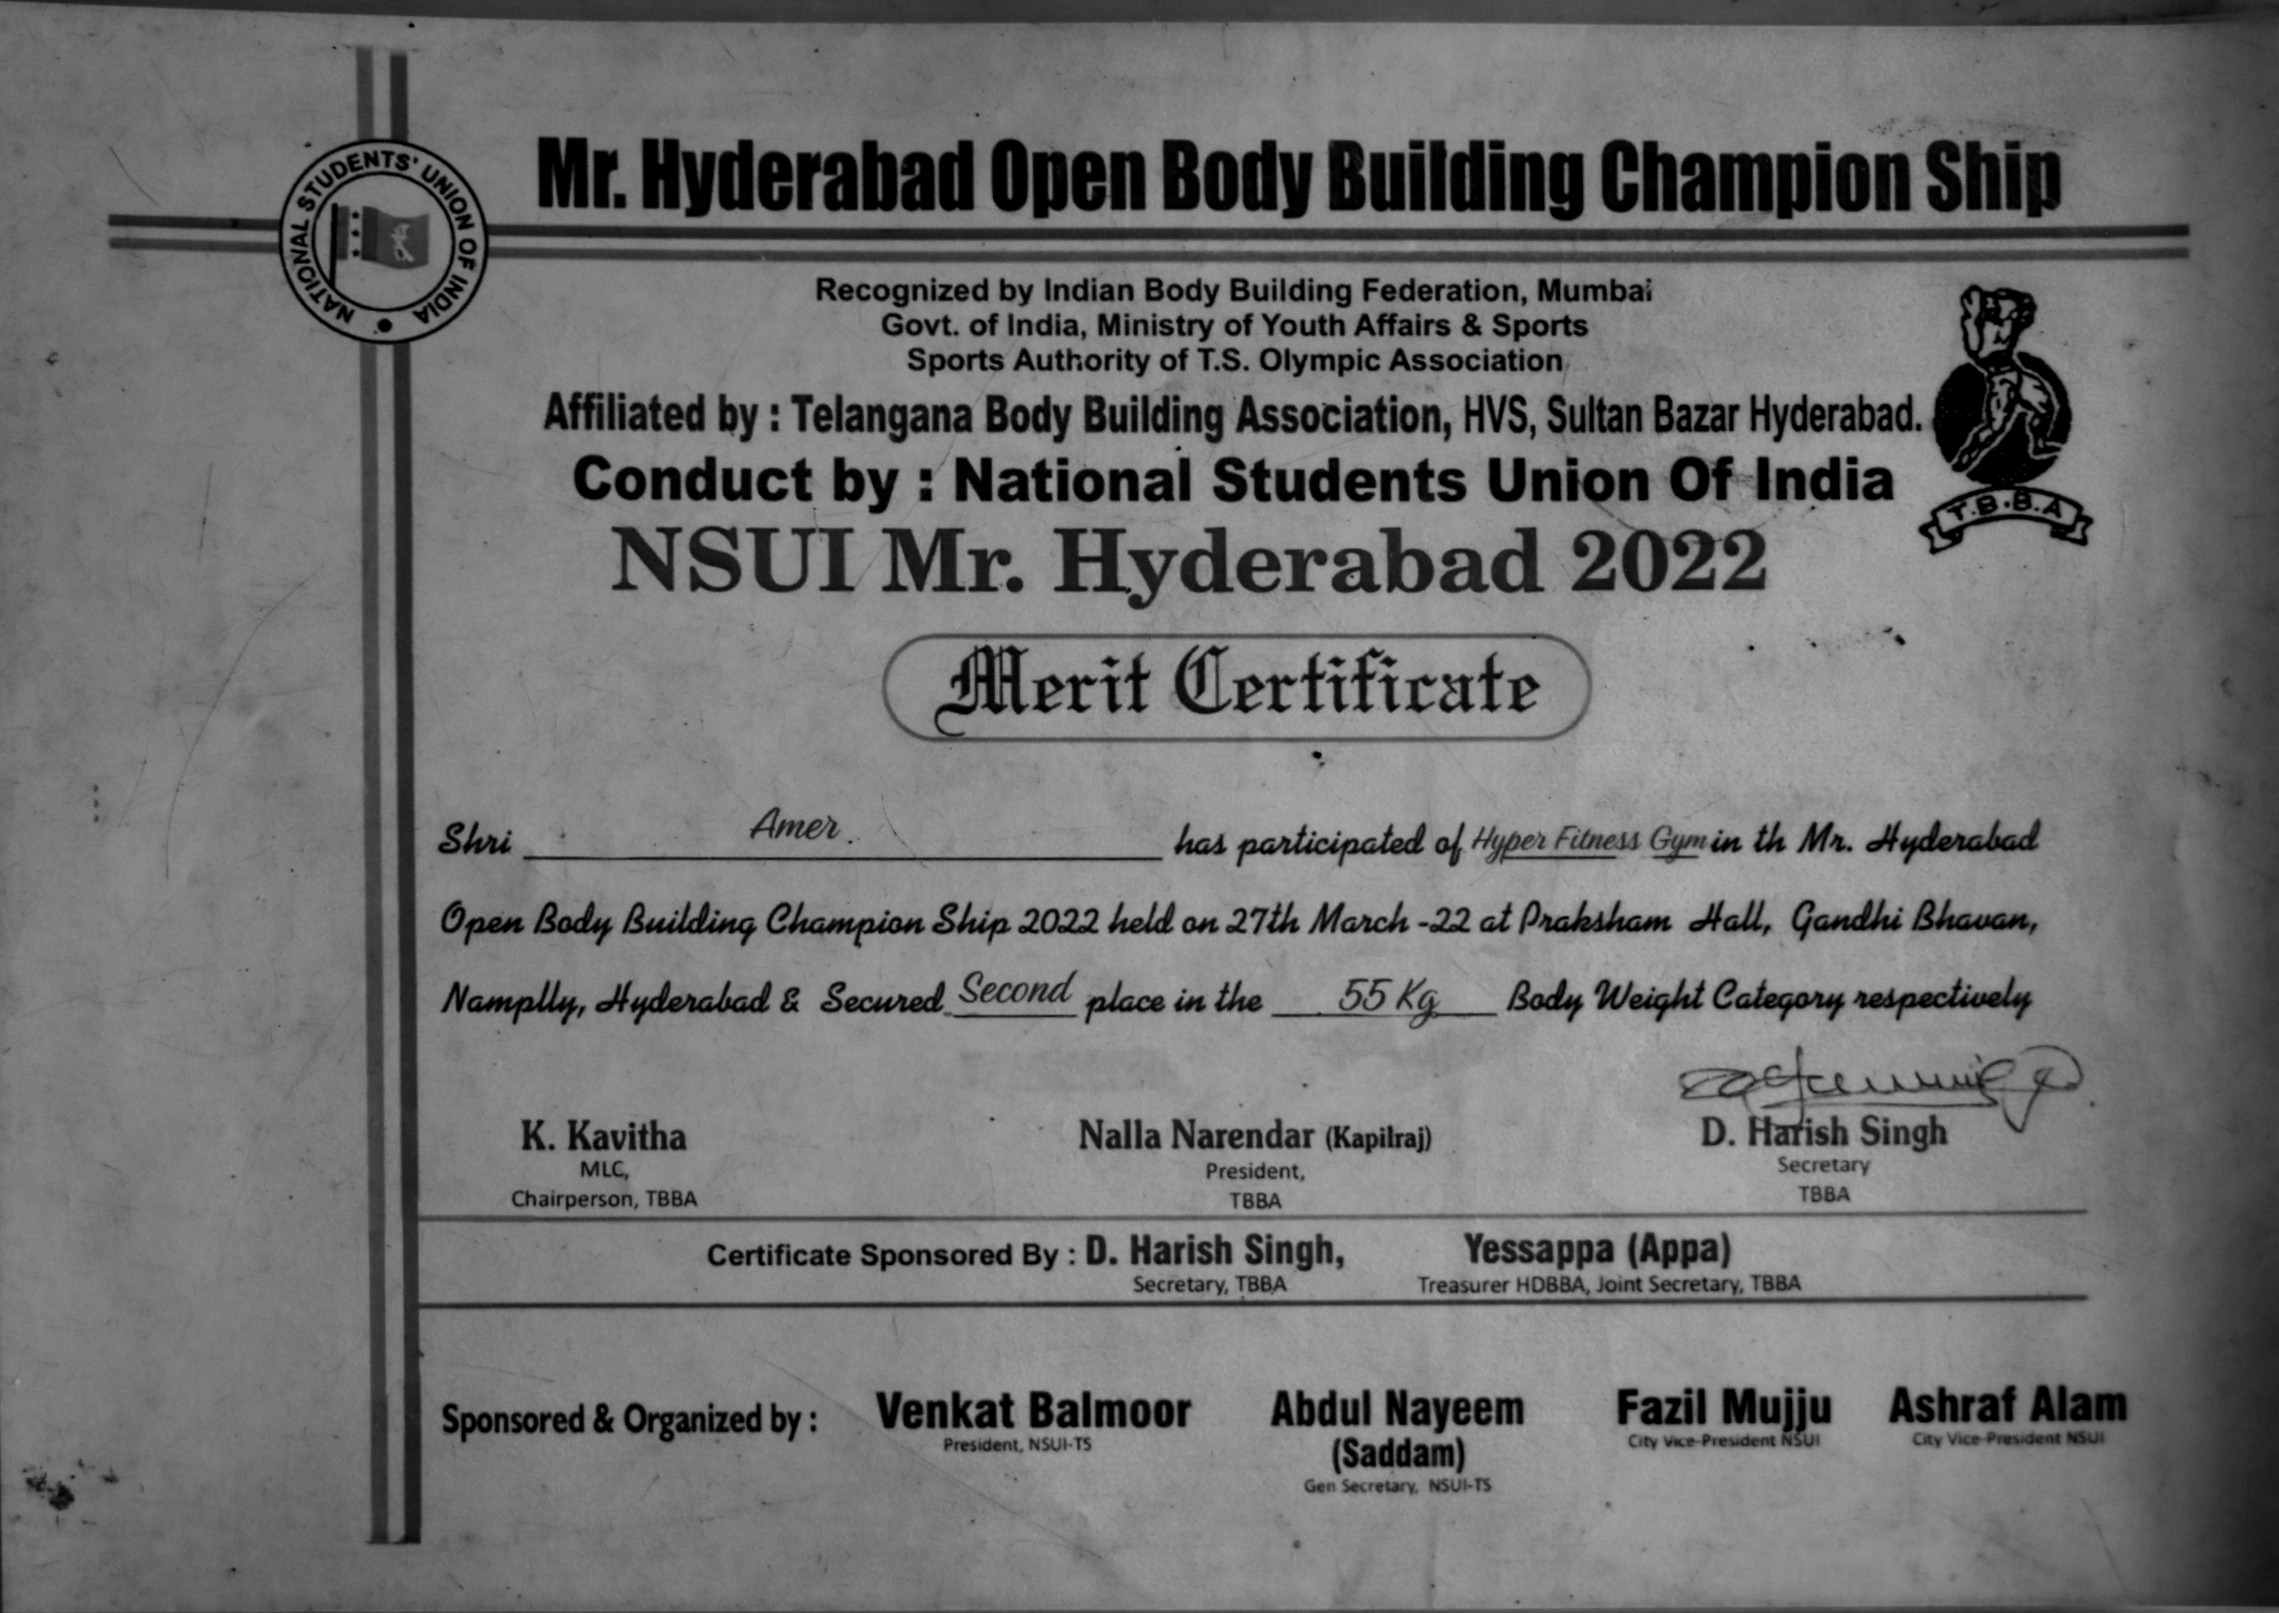 Mr. Hyderabad Open Body Building Champion Ship
NATIONAL STUDENTS' UNION OF INDIA
Recognized by Indian Body Building Federation, Mumbai
Govt. of India, Ministry of Youth Affairs & Sports
Sports Authority of T.S. Olympic Association
Affiliated by : Telangana Body Building Association, HVS, Sultan Bazar Hyderabad.
Conduct by : National Students Union Of India
T.B.B.A
NSUI Mr. Hyderabad 2022
Merit Certificate
Shri Amer. has participated of Hyper Fitness Gym in th Mr. Hyderabad
Open Body Building Champion Ship 2022 held on 27th March -22 at Praksham Hall, Gandhi Bhavan,
Namplly, Hyderabad & Secured Second place in the 55 Kg Body Weight Category respectively
K. Kavitha Nalla Narendar (Kapilraj) D. Harish Singh
MLC, President, Secretary
Chairperson, TBBA TBBA TBBA
Certificate Sponsored By : D. Harish Singh, Yessappa (Appa)
Secretary, TBBA Treasurer HDBBA, Joint Secretary, TBBA
Sponsored & Organized by : Venkat Balmoor Abdul Nayeem Fazil Mujju Ashraf Alam
President, NSUI-TS (Saddam) City Vice-President NSUI City Vice-President NSUI
Gen Secretary, NSUI-TS